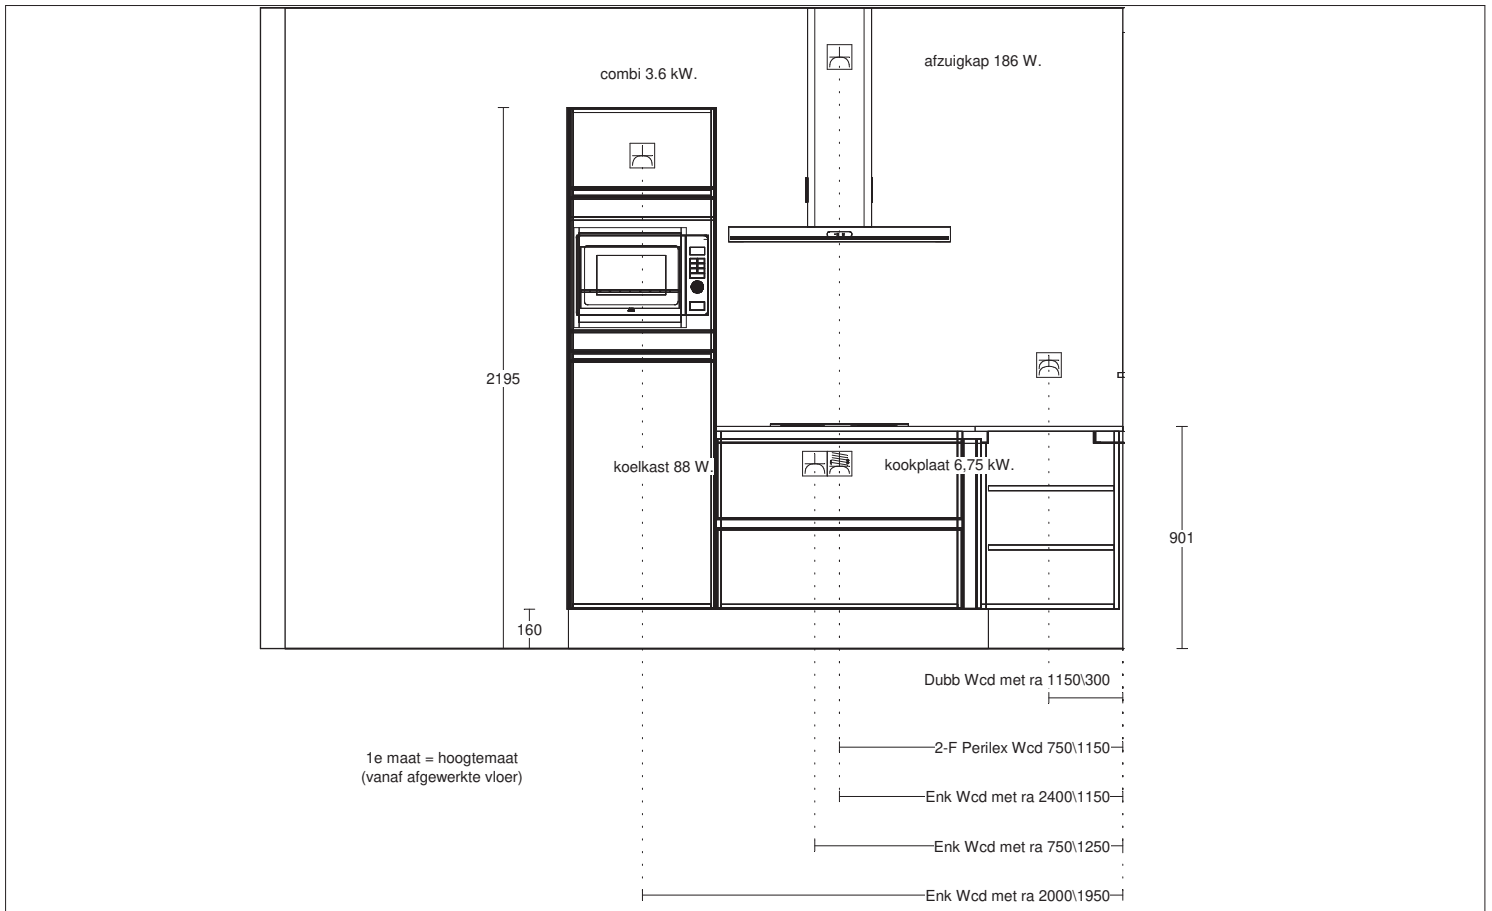 afzuigkap 186 W.
combi 3.6 kW.
2195
koelkast 88 W.
kookplaat 6,75 kW.
901
160
Dubb Wcd met ra 1150\300
2-F Perilex Wcd 750\1150
1e maat = hoogtemaat
(vanaf afgewerkte vloer)
Enk Wcd met ra 2400\1150
Enk Wcd met ra 750\1250
Enk Wcd met ra 2000\1950